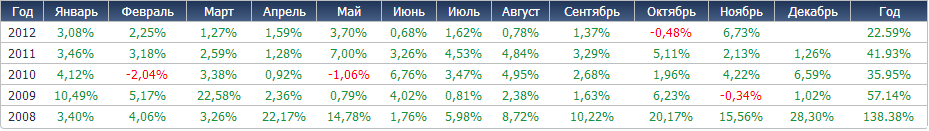 Год Январь Февраль Март Апрель Май Июнь Июль Август Сентябрь Октябрь Ноябрь Декабрь Год
2012 3,08% 2,25% 1,27% 1,59% 3,70% 0,68% 1,62% 0,78% 1,37% -0,48% 6,73% 22.59%
2011 3,46% 3,18% 2,59% 1,28% 7,00% 3,26% 4,53% 4,84% 3,29% 5,11% 2,13% 1,26% 41.93%
2010 4,12% -2,04% 3,38% 0,92% -1,06% 6,76% 3,47% 4,95% 2,68% 1,96% 4,22% 6,59% 35.95%
2009 10,49% 5,17% 22,58% 2,36% 0,79% 4,02% 0,81% 2,38% 1,63% 6,23% -0,34% 1,02% 57.14%
2008 3,40% 4,06% 3,26% 22,17% 14,78% 1,76% 5,98% 8,72% 10,22% 20,17% 15,56% 28,30% 138.38%